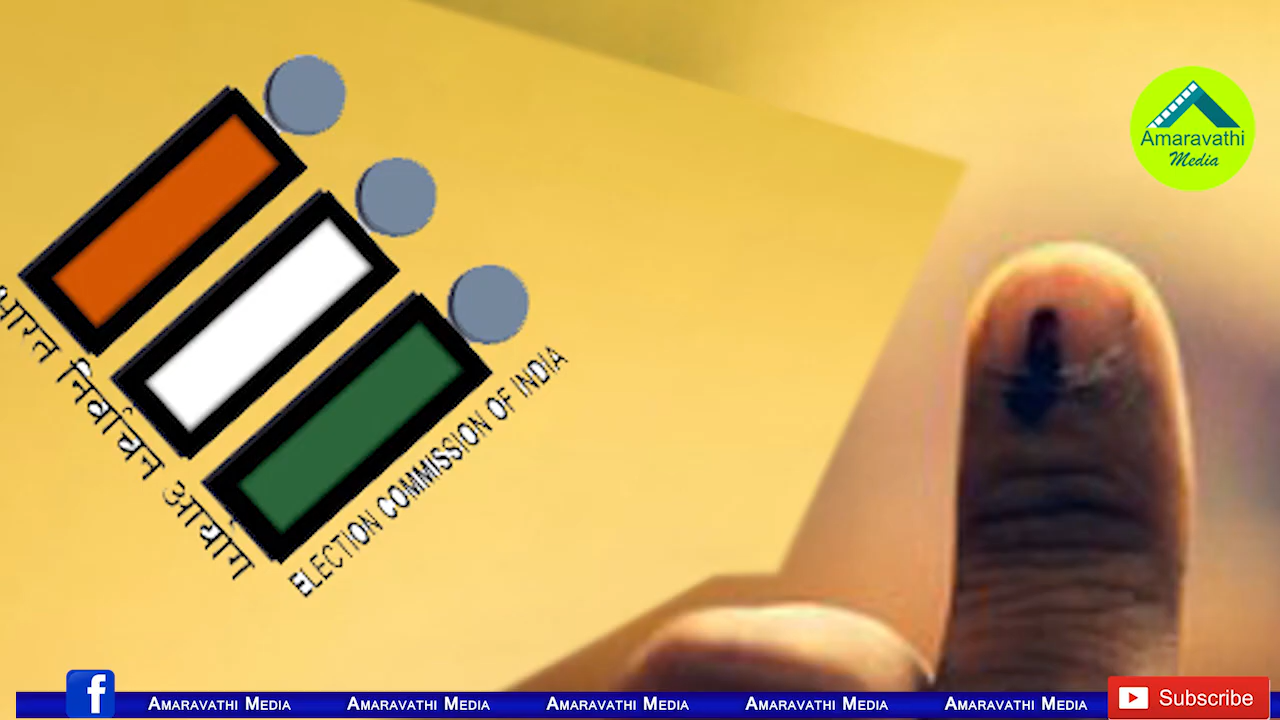 Amaravathi
Media
भारत निर्वाचन आयोग
ELECTION COMMISSION OF INDIA
f
AMARAVATHI MEDIA AMARAVATHI MEDIA AMARAVATHI MEDIA AMARAVATHI MEDIA AMARAVATHI MEDIA
Subscribe